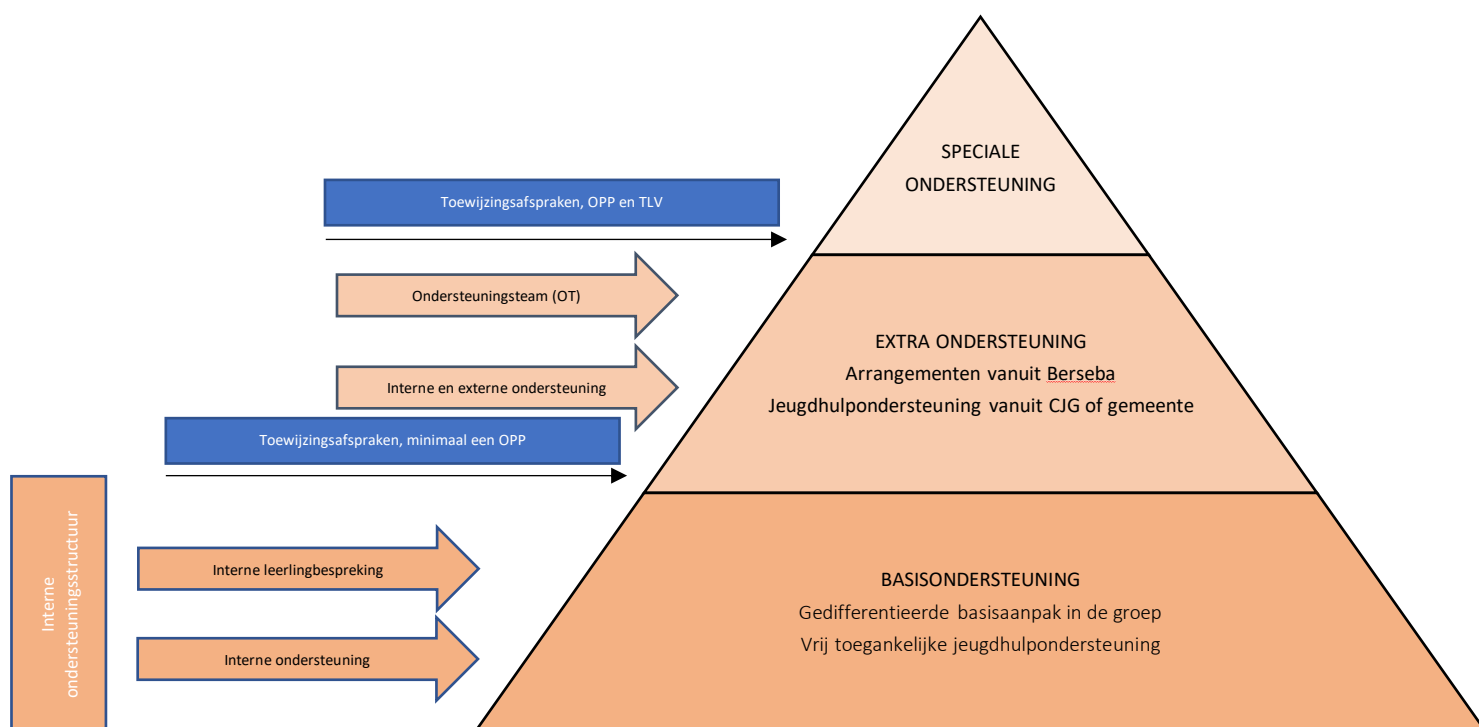 SPECIALE
ONDERSTEUNING
Toewijzingsafspraken, OPP en TLV
Ondersteuningsteam (OT)
Interne en externe ondersteuning
EXTRA ONDERSTEUNING
Arrangementen vanuit Berseba
Jeugdhulpondersteuning vanuit CJG of gemeente
Toewijzingsafspraken, minimaal een OPP
Interne
ondersteuningsstructuur
Interne leerlingbespreking
Interne ondersteuning
BASISONDERSTEUNING
Gedifferentieerde basisaanpak in de groep
Vrij toegankelijke jeugdhulpondersteuning